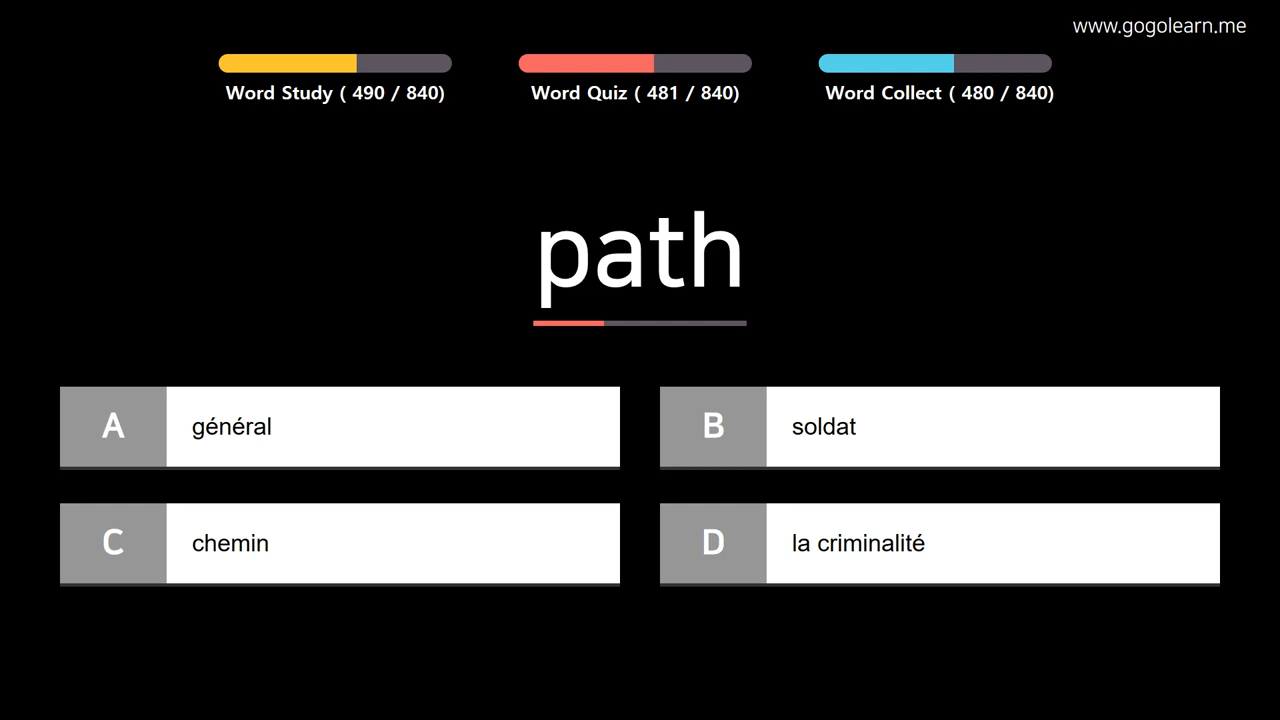 www.gogolearn.me
Word Study ( 490 / 840)
Word Quiz ( 481 / 840)
Word Collect ( 480 / 840)
path
A
général
B
soldat
C
chemin
D
la criminalité